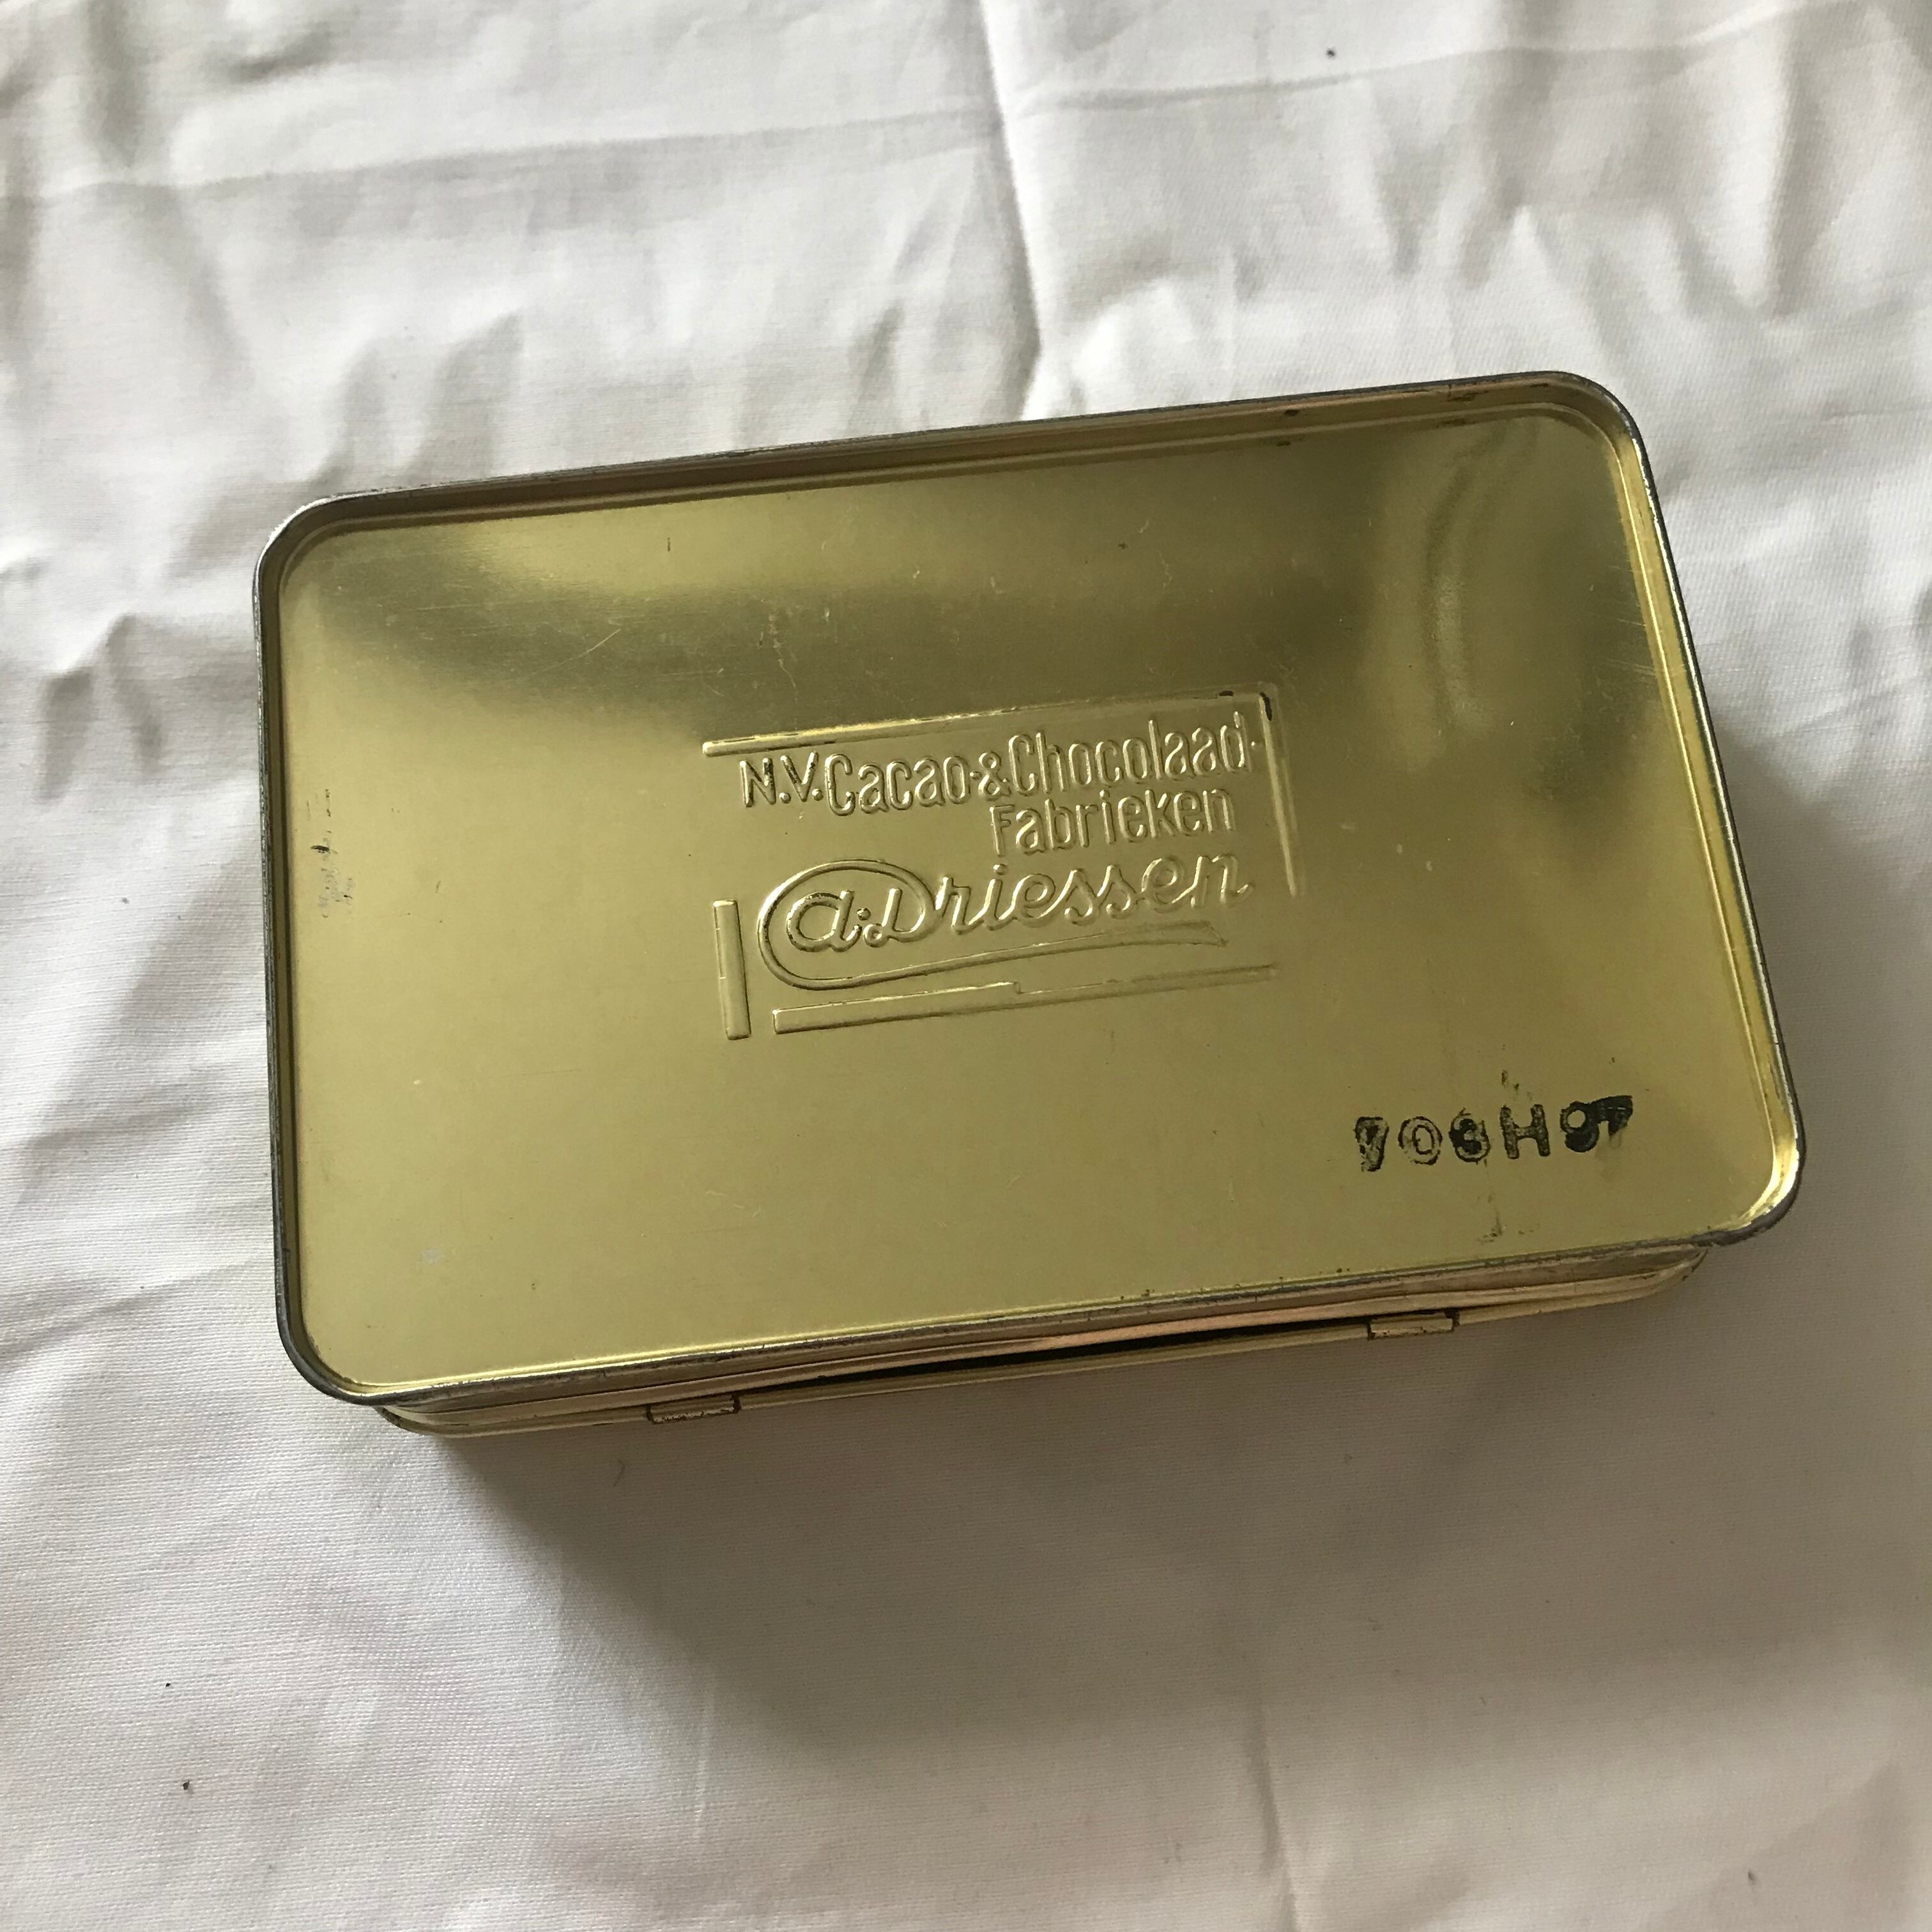 N.V. Cacao-& Chocolaad-
Fabrieken
A. Driessen